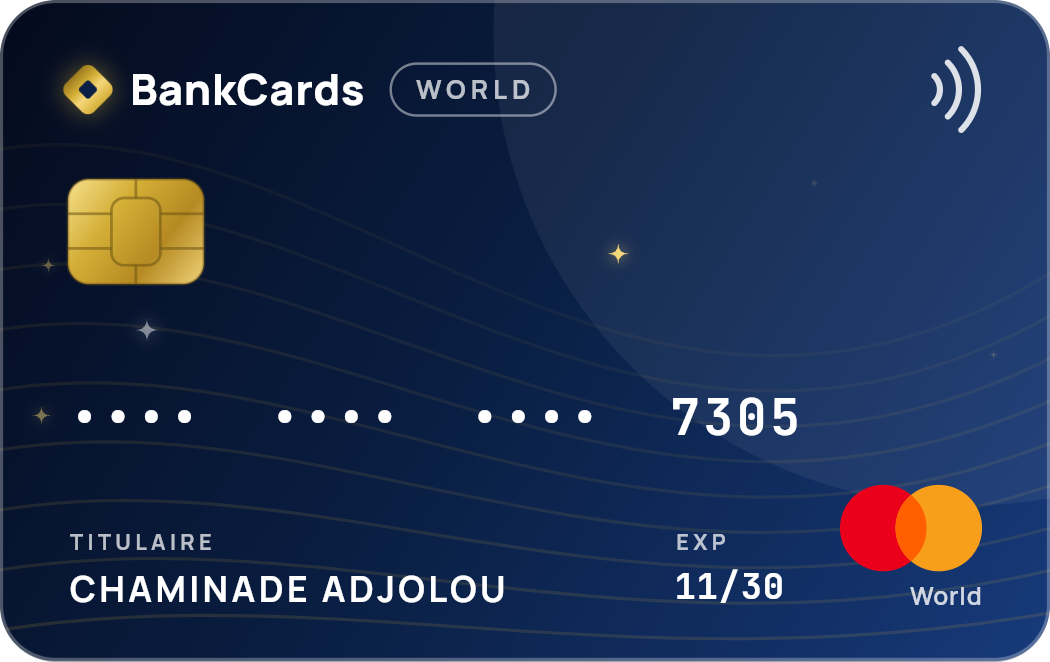 BankCards WORLD
•••• •••• •••• 7305
TITULAIRE EXP
CHAMINADE ADJOLOU 11/30
World